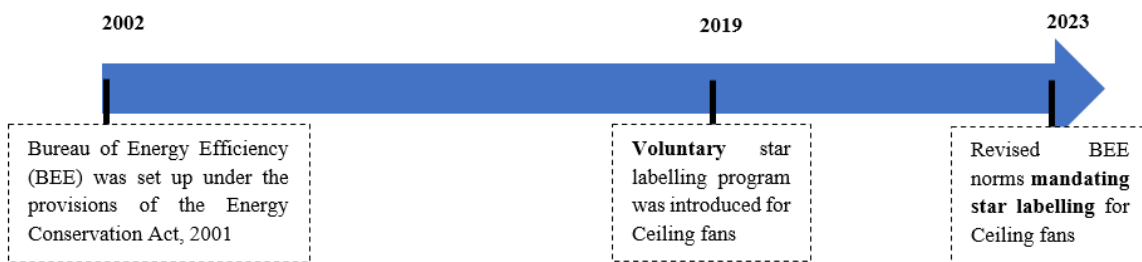 2002
2019
2023
Bureau of Energy Efficiency
(BEE) was set up under the
provisions of the Energy
Conservation Act, 2001
Voluntary star
labelling program
was introduced for
Ceiling fans
Revised BEE
norms mandating
star labelling for
Ceiling fans